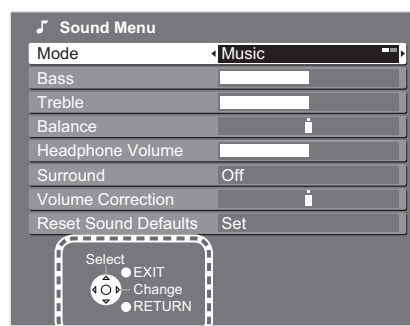 Sound Menu
Mode Music
Bass
Treble
Balance
Headphone Volume
Surround Off
Volume Correction
Reset Sound Defaults Set
Select
EXIT
Change
RETURN